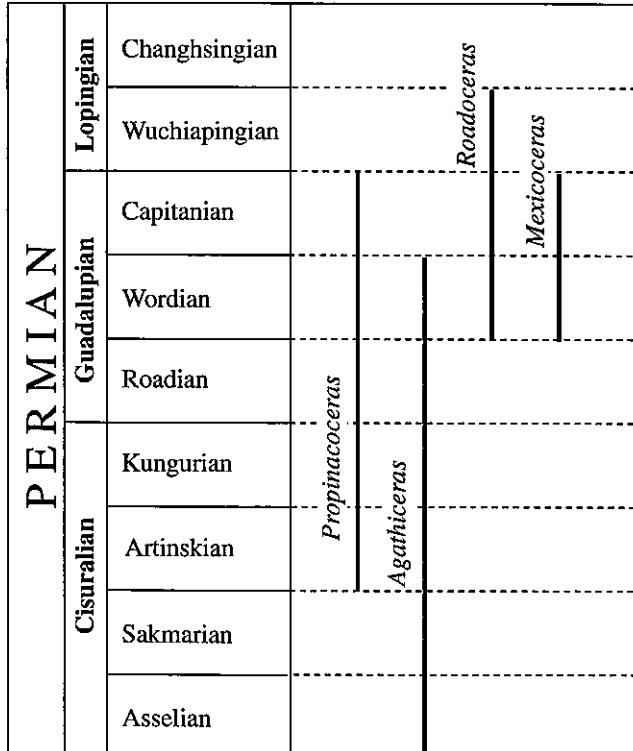 PERMIAN
Lopingian
Guadalupian
Cisuralian
Changhsingian
Wuchiapingian
Capitanian
Wordian
Roadian
Kungurian
Artinskian
Sakmarian
Asselian
Propinacoceras
Agathiceras
Roadoceras
Mexicoceras